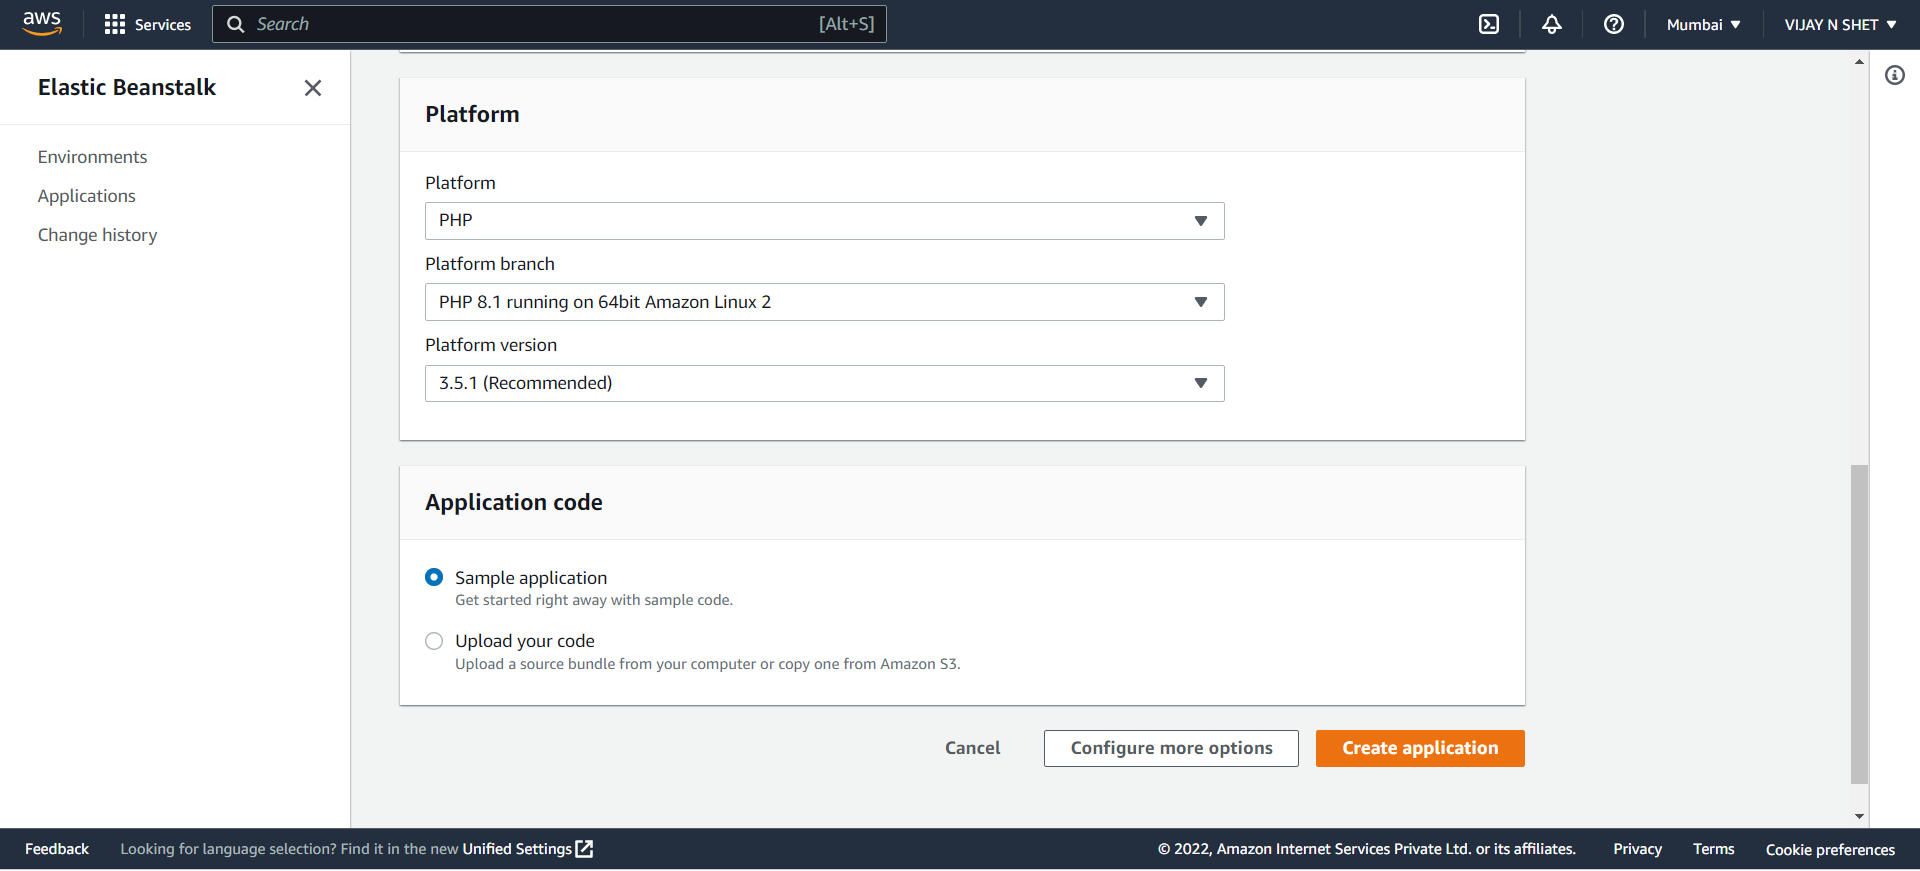 aws
Services
Search
[Alt+S]
Mumbai
VIJAY N SHET
Elastic Beanstalk
Environments
Applications
Change history
Platform
Platform
PHP
Platform branch
PHP 8.1 running on 64bit Amazon Linux 2
Platform version
3.5.1 (Recommended)
Application code
Sample application
Get started right away with sample code.
Upload your code
Upload a source bundle from your computer or copy one from Amazon S3.
Cancel
Configure more options
Create application
Feedback
Looking for language selection? Find it in the new Unified Settings
© 2022, Amazon Internet Services Private Ltd. or its affiliates.
Privacy
Terms
Cookie preferences